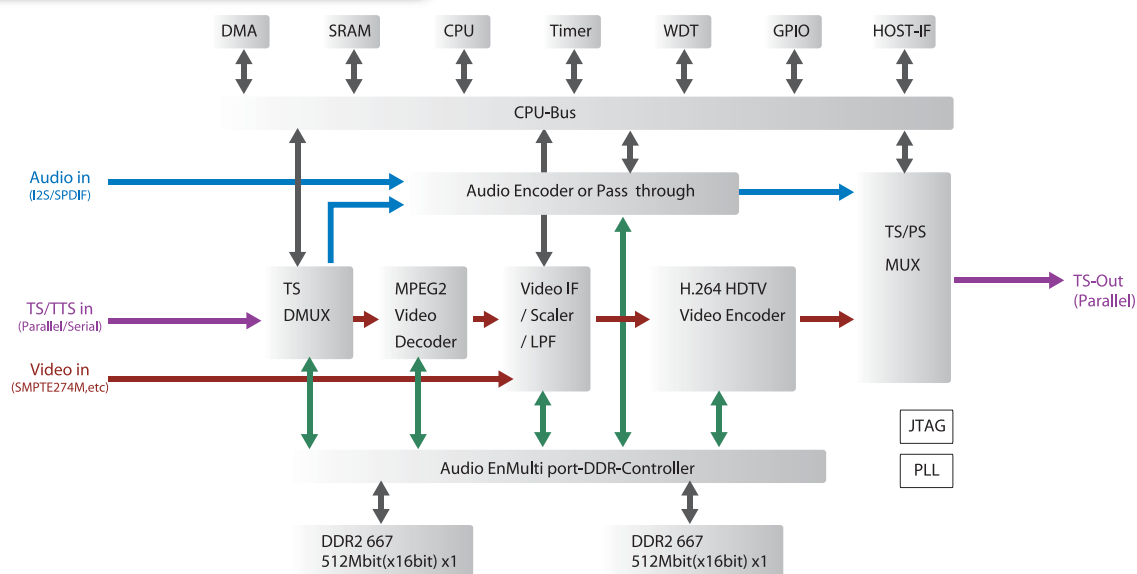 DMA
SRAM
CPU
Timer
WDT
GPIO
HOST-IF
CPU-Bus
Audio in
(I2S/SPDIF)
Audio Encoder or Pass through
TS/PS
MUX
TS/TTS in
(Parallel/Serial)
TS
DMUX
MPEG2
Video
Decoder
Video IF
/ Scaler
/ LPF
H.264 HDTV
Video Encoder
TS-Out
(Parallel)
Video in
(SMPTE274M,etc)
JTAG
PLL
Audio EnMulti port-DDR-Controller
DDR2 667
512Mbit(x16bit) x1
DDR2 667
512Mbit(x16bit) x1